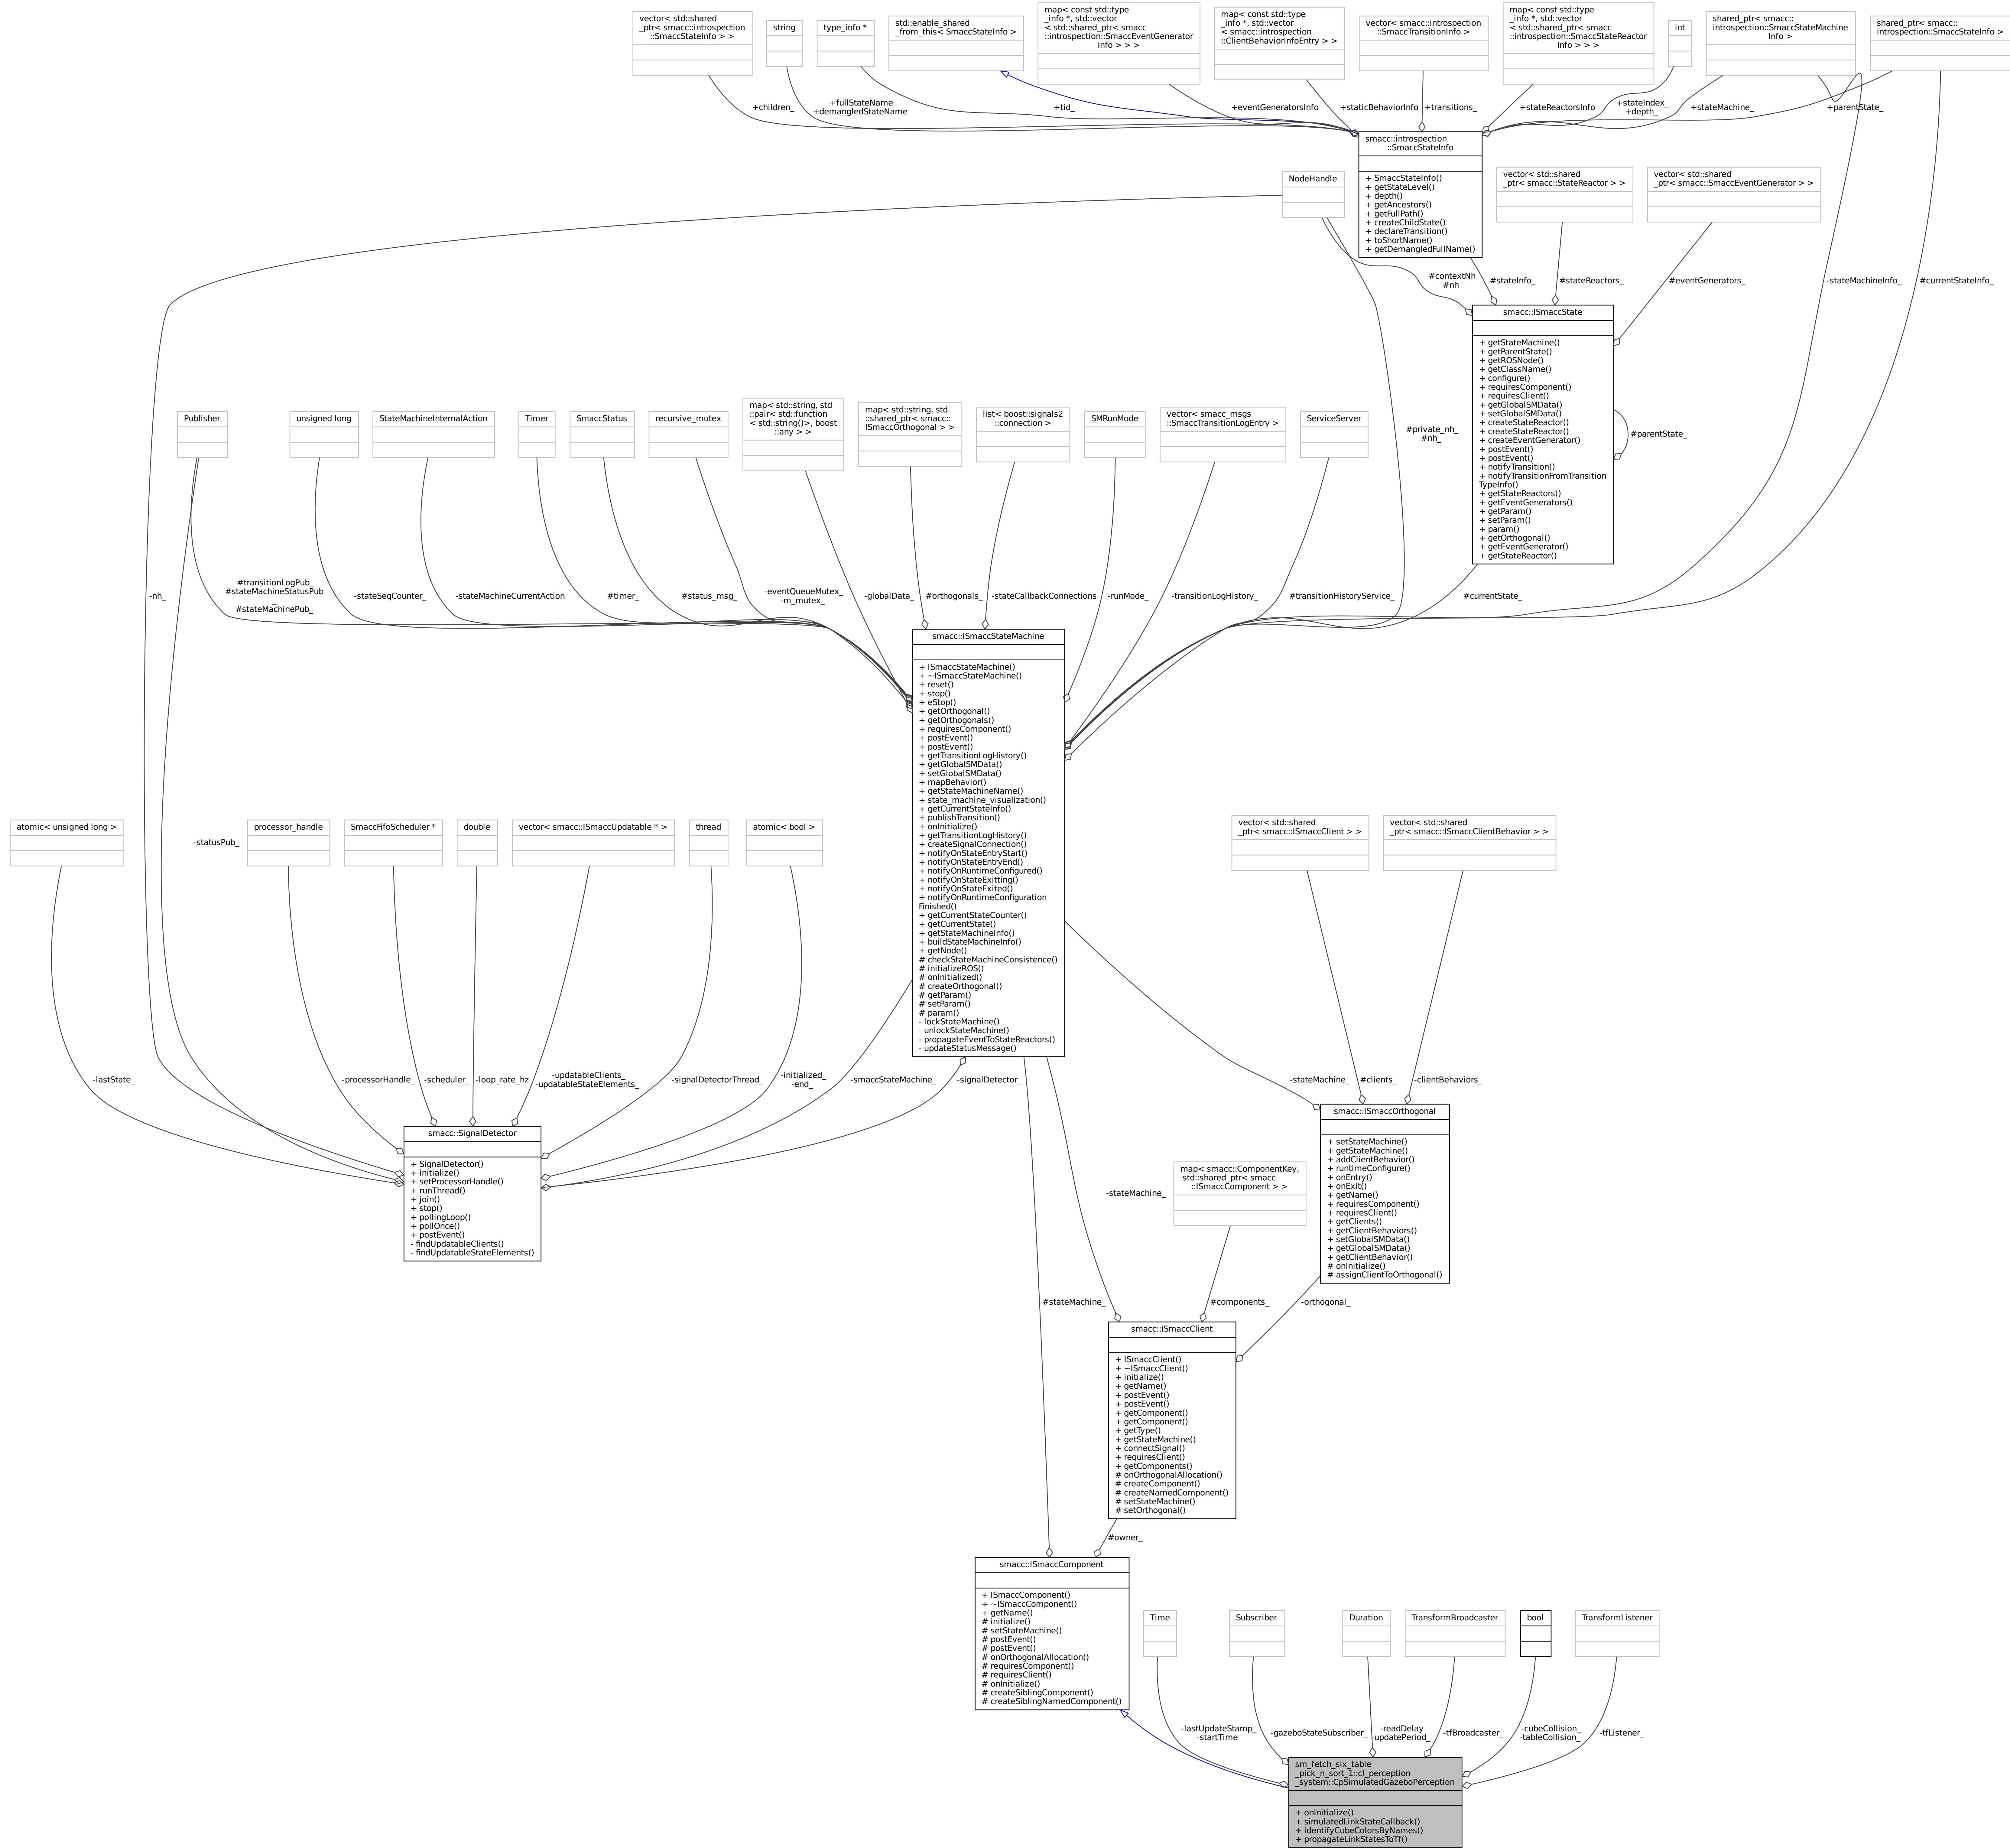 vector< std::shared
_ptr< smacc::introspection
::SmaccStateInfo > >
string
type_info *
std::enable_shared
_from_this< SmaccStateInfo >
map< const std::type
_info *, std::vector
< std::shared_ptr< smacc
::introspection::SmaccEventGenerator
Info > > >
map< const std::type
_info *, std::vector
< smacc::introspection
::ClientBehaviorInfoEntry > >
vector< smacc::introspection
::SmaccTransitionInfo >
map< const std::type
_info *, std::vector
< std::shared_ptr< smacc
::introspection::SmaccStateReactor
Info > > >
int
shared_ptr< smacc::
introspection::SmaccStateMachine
Info >
shared_ptr< smacc::
introspection::SmaccStateInfo >
+children_
+fullStateName
+demangledStateName
+tid_
+eventGeneratorsInfo
+staticBehaviorInfo
+transitions_
+stateReactorsInfo
+stateIndex_
+depth_
+stateMachine_
+parentState_
smacc::introspection
::SmaccStateInfo
+ SmaccStateInfo()
+ getStateLevel()
+ depth()
+ getAncestors()
+ getFullPath()
+ createChildState()
+ declareTransition()
+ toShortName()
+ getDemangledFullName()
NodeHandle
vector< std::shared
_ptr< smacc::StateReactor > >
vector< std::shared
_ptr< smacc::SmaccEventGenerator > >
#contextNh
#nh
#stateInfo_
#stateReactors_
#eventGenerators_
-stateMachineInfo_
#currentStateInfo_
smacc::ISmaccState
+ getStateMachine()
+ getParentState()
+ getROSNode()
+ getClassName()
+ configure()
+ requiresComponent()
+ requiresClient()
+ getGlobalSMData()
+ setGlobalSMData()
+ createStateReactor()
+ createStateReactor()
+ createEventGenerator()
+ postEvent()
+ postEvent()
+ notifyTransition()
+ notifyTransitionFromTransition
TypeInfo()
+ getStateReactors()
+ getEventGenerators()
+ getParam()
+ setParam()
+ param()
+ getOrthogonal()
+ getEventGenerator()
+ getStateReactor()
#parentState_
Publisher
unsigned long
StateMachineInternalAction
Timer
SmaccStatus
recursive_mutex
map< std::string, std
::pair< std::function
< std::string()>, boost
::any > >
map< std::string, std
::shared_ptr< smacc::
ISmaccOrthogonal > >
list< boost::signals2
::connection >
SMRunMode
vector< smacc_msgs
::SmaccTransitionLogEntry >
ServiceServer
#private_nh_
#nh_
-nh_
#transitionLogPub_
#stateMachineStatusPub
_
#stateMachinePub_
-stateSeqCounter_
-stateMachineCurrentAction
#timer_
#status_msg_
-eventQueueMutex_
-m_mutex_
-globalData_
#orthogonals_
-stateCallbackConnections
-runMode_
-transitionLogHistory_
#transitionHistoryService_
#currentState_
smacc::ISmaccStateMachine
+ ISmaccStateMachine()
+ ~ISmaccStateMachine()
+ reset()
+ stop()
+ eStop()
+ getOrthogonal()
+ getOrthogonals()
+ requiresComponent()
+ postEvent()
+ postEvent()
+ getTransitionLogHistory()
+ getGlobalSMData()
+ setGlobalSMData()
+ mapBehavior()
+ getStateMachineName()
+ state_machine_visualization()
+ getCurrentStateInfo()
+ publishTransition()
+ onInitialize()
+ getTransitionLogHistory()
+ createSignalConnection()
+ notifyOnStateEntryStart()
+ notifyOnStateEntryEnd()
+ notifyOnRuntimeConfigured()
+ notifyOnStateExitting()
+ notifyOnStateExited()
+ notifyOnRuntimeConfiguration
Finished()
+ getCurrentStateCounter()
+ getCurrentState()
+ getStateMachineInfo()
+ buildStateMachineInfo()
+ getNode()
# checkStateMachineConsistence()
# initializeROS()
# onInitialized()
# createOrthogonal()
# getParam()
# setParam()
# param()
- lockStateMachine()
- unlockStateMachine()
- propagateEventToStateReactors()
- updateStatusMessage()
atomic< unsigned long >
-statusPub_
processor_handle
SmaccFifoScheduler *
double
vector< smacc::ISmaccUpdatable * >
thread
atomic< bool >
vector< std::shared
_ptr< smacc::ISmaccClient > >
vector< std::shared
_ptr< smacc::ISmaccClientBehavior > >
-lastState_
-processorHandle_
-scheduler_
-loop_rate_hz
-updatableClients_
-updatableStateElements_
-signalDetectorThread_
-initialized_
-end_
-smaccStateMachine_
-signalDetector_
-stateMachine_
#clients_
-clientBehaviors_
smacc::SignalDetector
+ SignalDetector()
+ initialize()
+ setProcessorHandle()
+ runThread()
+ join()
+ stop()
+ pollingLoop()
+ pollOnce()
+ postEvent()
- findUpdatableClients()
- findUpdatableStateElements()
smacc::ISmaccOrthogonal
+ setStateMachine()
+ getStateMachine()
+ addClientBehavior()
+ runtimeConfigure()
+ onEntry()
+ onExit()
+ getName()
+ requiresComponent()
+ requiresClient()
+ getClients()
+ getClientBehaviors()
+ setGlobalSMData()
+ getGlobalSMData()
+ getClientBehavior()
# onInitialize()
# assignClientToOrthogonal()
-stateMachine_
map< smacc::ComponentKey,
std::shared_ptr< smacc
::ISmaccComponent > >
#stateMachine_
#components_
-orthogonal_
smacc::ISmaccClient
+ ISmaccClient()
+ ~ISmaccClient()
+ initialize()
+ getName()
+ postEvent()
+ postEvent()
+ getComponent()
+ getComponent()
+ getType()
+ getStateMachine()
+ connectSignal()
+ requiresClient()
+ getComponents()
# onOrthogonalAllocation()
# createComponent()
# createNamedComponent()
# setStateMachine()
# setOrthogonal()
#owner_
smacc::ISmaccComponent
+ ISmaccComponent()
+ ~ISmaccComponent()
+ getName()
# initialize()
# setStateMachine()
# postEvent()
# postEvent()
# onOrthogonalAllocation()
# requiresComponent()
# requiresClient()
# onInitialize()
# createSiblingComponent()
# createSiblingNamedComponent()
Time
Subscriber
Duration
TransformBroadcaster
bool
TransformListener
-lastUpdateStamp_
-startTime
-gazeboStateSubscriber_
-readDelay
-updatePeriod_
-tfBroadcaster_
-cubeCollision_
-tableCollision_
-tfListener_
sm_fetch_six_table
_pick_n_sort_1::cl_perception
_system::CpSimulatedGazeboPerception
+ onInitialize()
+ simulatedLinkStateCallback()
+ identifyCubeColorsByNames()
+ propagateLinkStatesToTf()